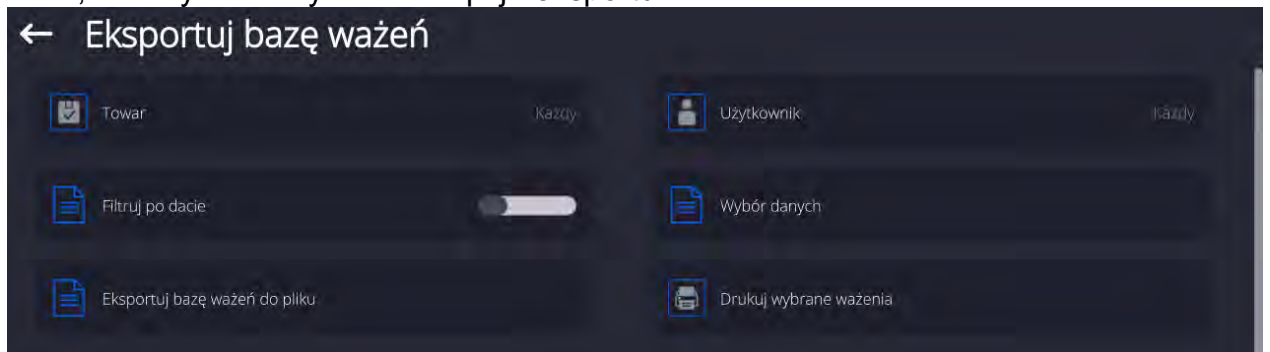 Eksportuj bazę ważeń
Towar Każdy Użytkownik Każdy
Filtruj po dacie Wybór danych
Eksportuj bazę ważeń do pliku Drukuj wybrane ważenia